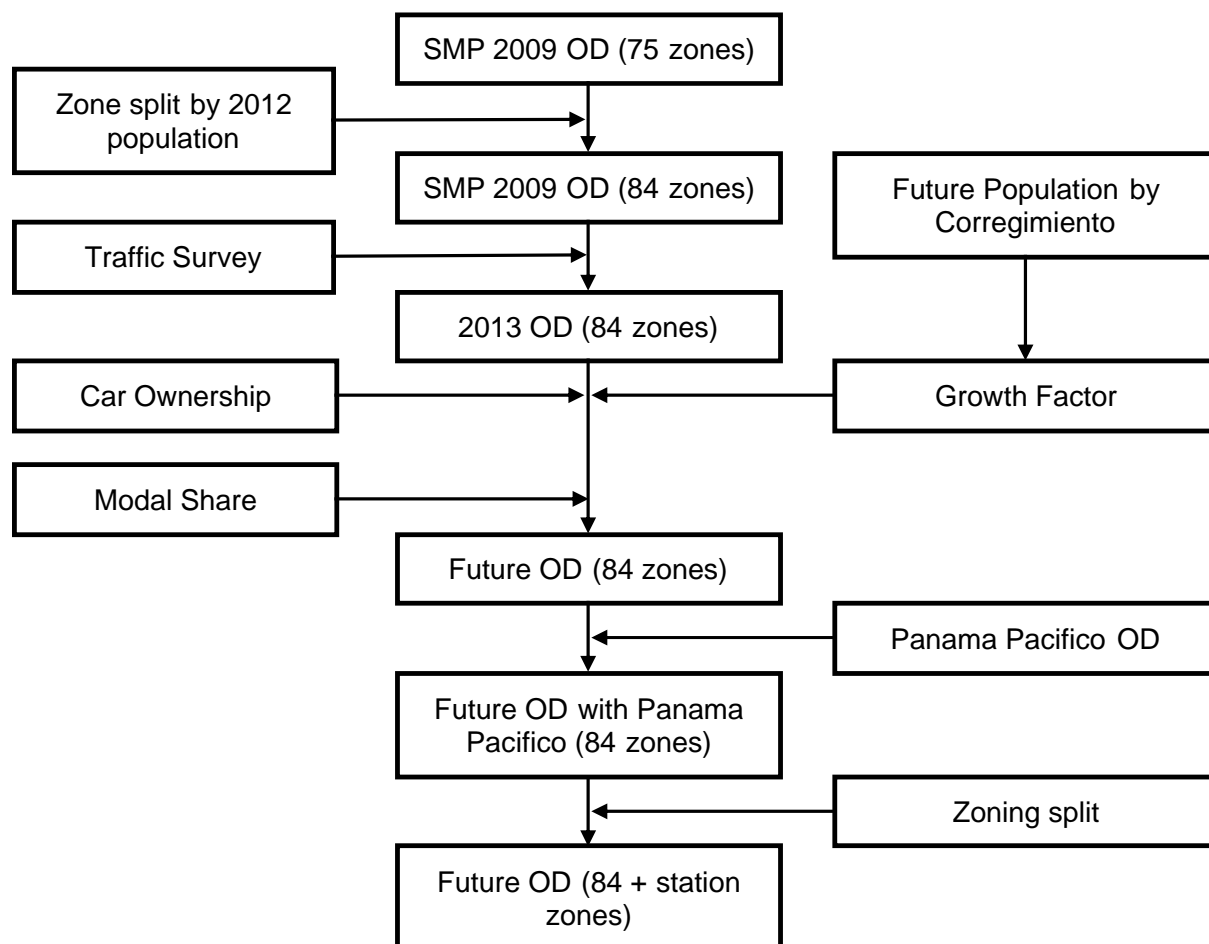 SMP 2009 OD (75 zones)
Zone split by 2012
population
SMP 2009 OD (84 zones)
Future Population by
Corregimiento
Traffic Survey
2013 OD (84 zones)
Car Ownership
Growth Factor
Modal Share
Future OD (84 zones)
Panama Pacifico OD
Future OD with Panama
Pacifico (84 zones)
Zoning split
Future OD (84 + station
zones)